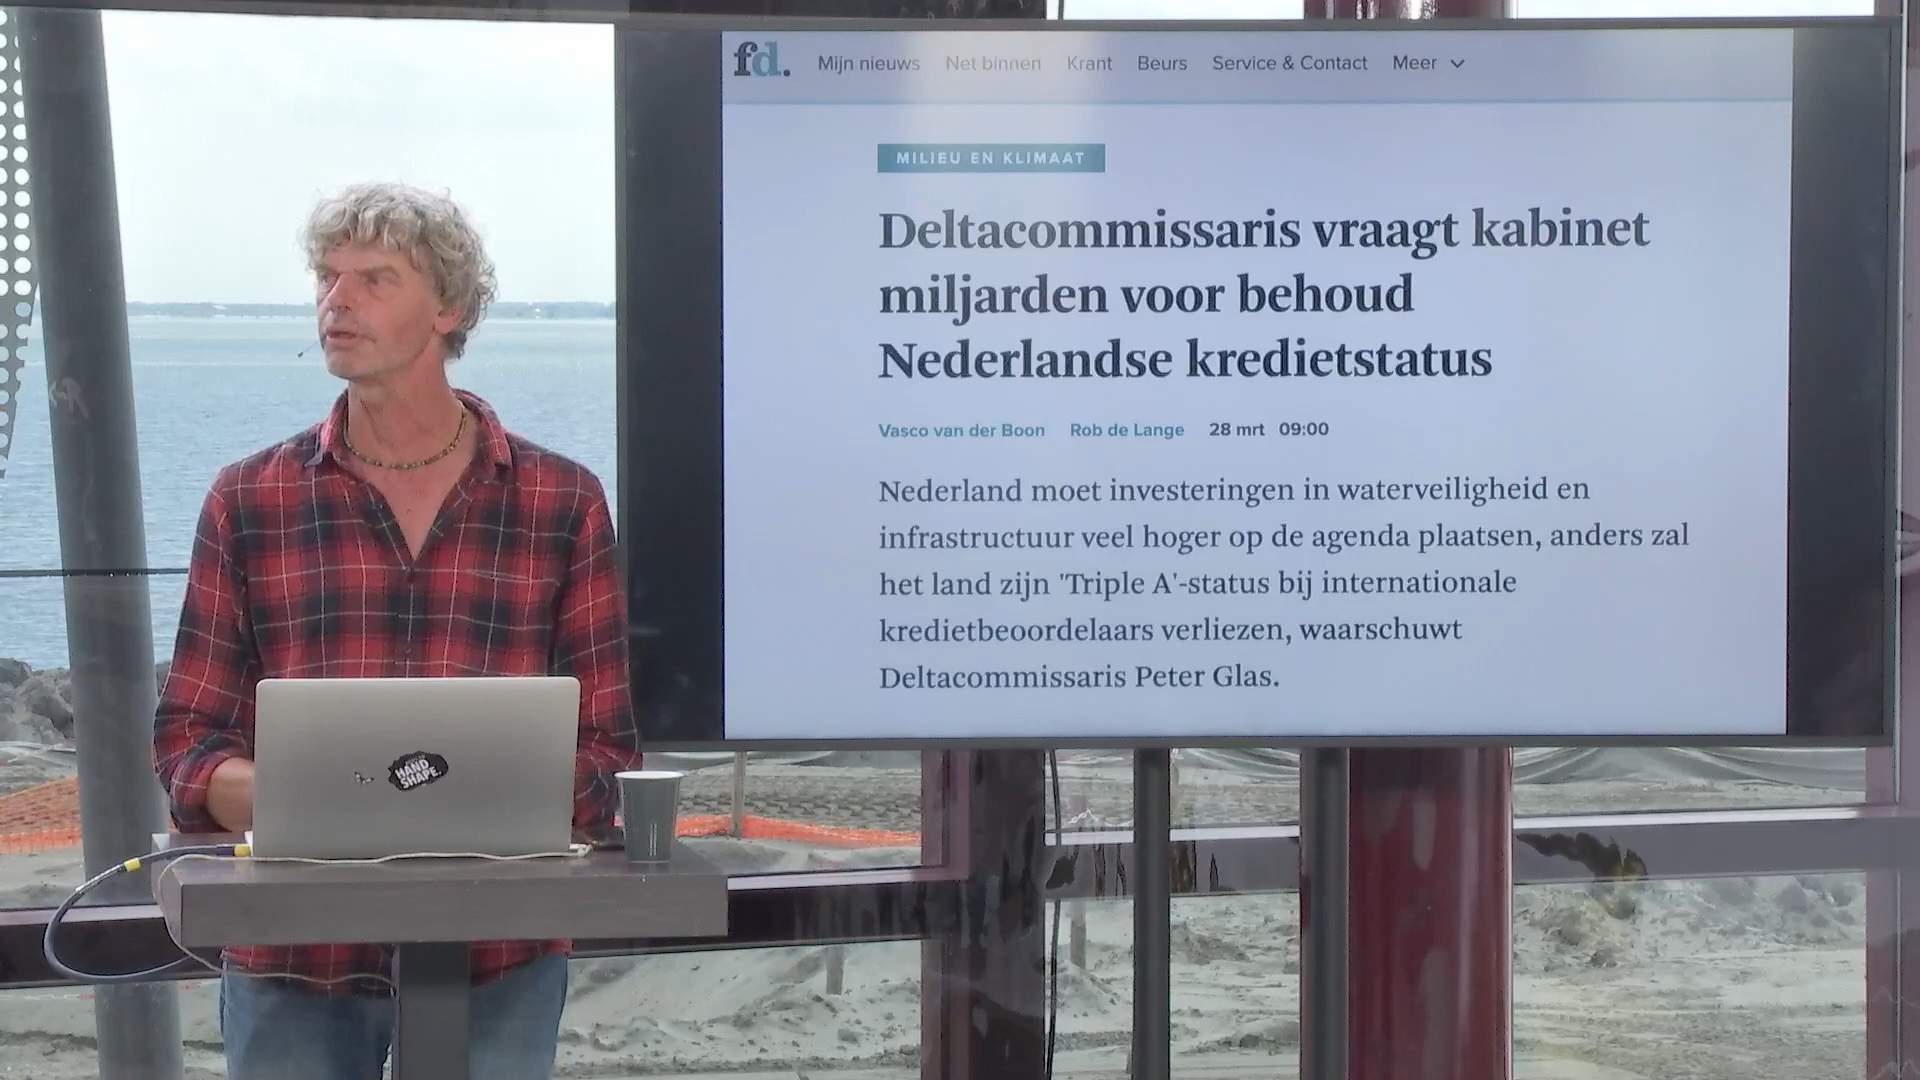 fd.
Mijn nieuws Net binnen Krant Beurs Service & Contact Meer
MILIEU EN KLIMAAT
Deltacommissaris vraagt kabinet
miljarden voor behoud
Nederlandse kredietstatus
Vasco van der Boon Rob de Lange 28 mrt 09:00
Nederland moet investeringen in waterveiligheid en
infrastructuur veel hoger op de agenda plaatsen, anders zal
het land zijn 'Triple A'-status bij internationale
kredietbeoordelaars verliezen, waarschuwt
Deltacommissaris Peter Glas.
HAND
SHAPE.